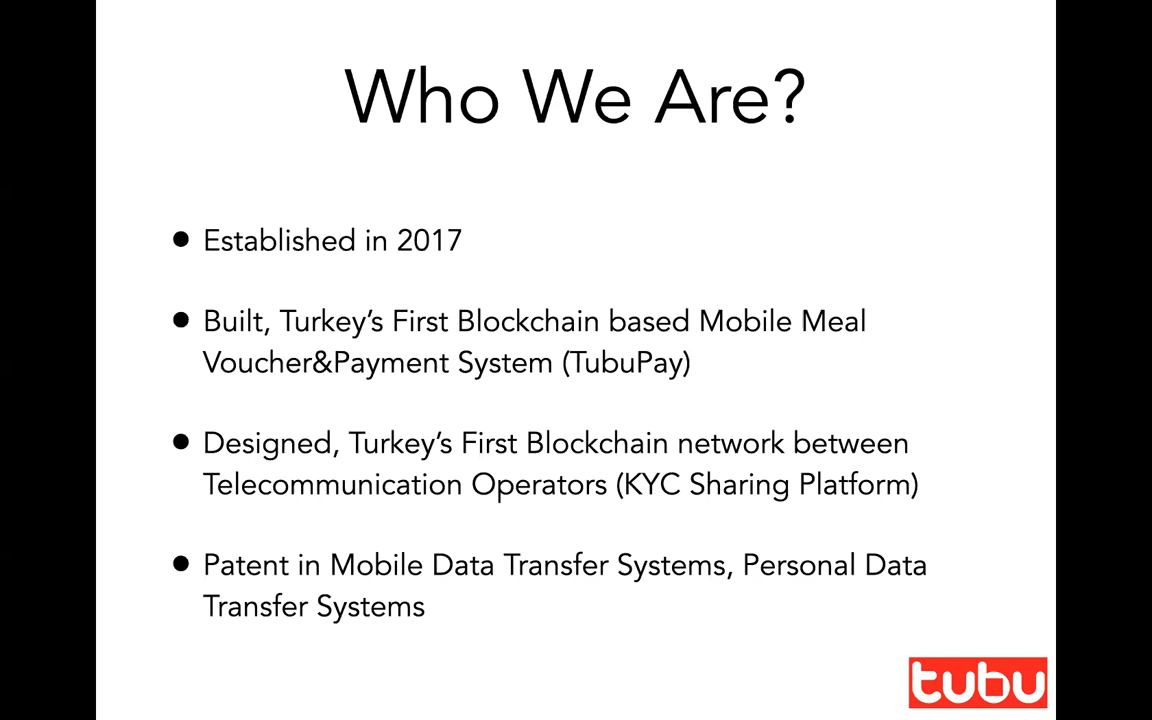 Who We Are?
• Established in 2017
• Built, Turkey’s First Blockchain based Mobile Meal
Voucher&Payment System (TubuPay)
• Designed, Turkey’s First Blockchain network between
Telecommunication Operators (KYC Sharing Platform)
• Patent in Mobile Data Transfer Systems, Personal Data
Transfer Systems
tubu